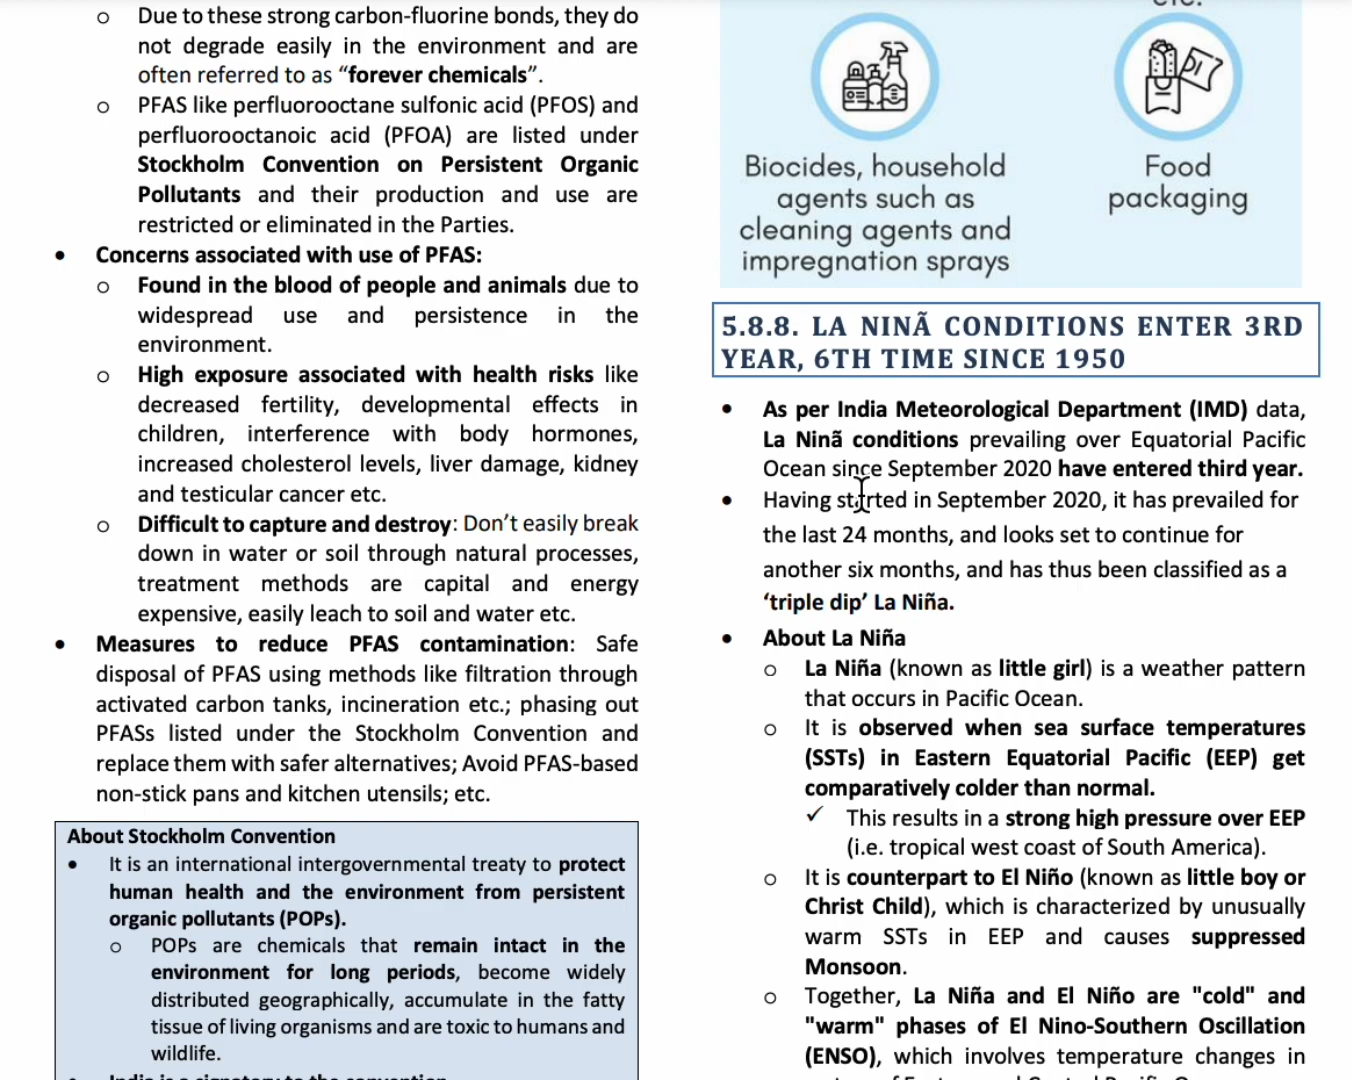 o Due to these strong carbon-fluorine bonds, they do
not degrade easily in the environment and are
often referred to as “forever chemicals”.
o PFAS like perfluorooctane sulfonic acid (PFOS) and
perfluorooctanoic acid (PFOA) are listed under
Stockholm Convention on Persistent Organic
Pollutants and their production and use are
restricted or eliminated in the Parties.
• Concerns associated with use of PFAS:
o Found in the blood of people and animals due to
widespread use and persistence in the
environment.
o High exposure associated with health risks like
decreased fertility, developmental effects in
children, interference with body hormones,
increased cholesterol levels, liver damage, kidney
and testicular cancer etc.
o Difficult to capture and destroy: Don’t easily break
down in water or soil through natural processes,
treatment methods are capital and energy
expensive, easily leach to soil and water etc.
• Measures to reduce PFAS contamination: Safe
disposal of PFAS using methods like filtration through
activated carbon tanks, incineration etc.; phasing out
PFASs listed under the Stockholm Convention and
replace them with safer alternatives; Avoid PFAS-based
non-stick pans and kitchen utensils; etc.
About Stockholm Convention
• It is an international intergovernmental treaty to protect
human health and the environment from persistent
organic pollutants (POPs).
o POPs are chemicals that remain intact in the
environment for long periods, become widely
distributed geographically, accumulate in the fatty
tissue of living organisms and are toxic to humans and
wildlife.
• India is a signatory to the convention
etc.
Biocides, household
agents such as
cleaning agents and
impregnation sprays
Food
packaging
5.8.8. LA NINÃ CONDITIONS ENTER 3RD
YEAR, 6TH TIME SINCE 1950
• As per India Meteorological Department (IMD) data,
La Ninã conditions prevailing over Equatorial Pacific
Ocean since September 2020 have entered third year.
• Having started in September 2020, it has prevailed for
the last 24 months, and looks set to continue for
another six months, and has thus been classified as a
‘triple dip’ La Niña.
• About La Niña
o La Niña (known as little girl) is a weather pattern
that occurs in Pacific Ocean.
o It is observed when sea surface temperatures
(SSTs) in Eastern Equatorial Pacific (EEP) get
comparatively colder than normal.
✓ This results in a strong high pressure over EEP
(i.e. tropical west coast of South America).
o It is counterpart to El Niño (known as little boy or
Christ Child), which is characterized by unusually
warm SSTs in EEP and causes suppressed
Monsoon.
o Together, La Niña and El Niño are "cold" and
"warm" phases of El Nino-Southern Oscillation
(ENSO), which involves temperature changes in